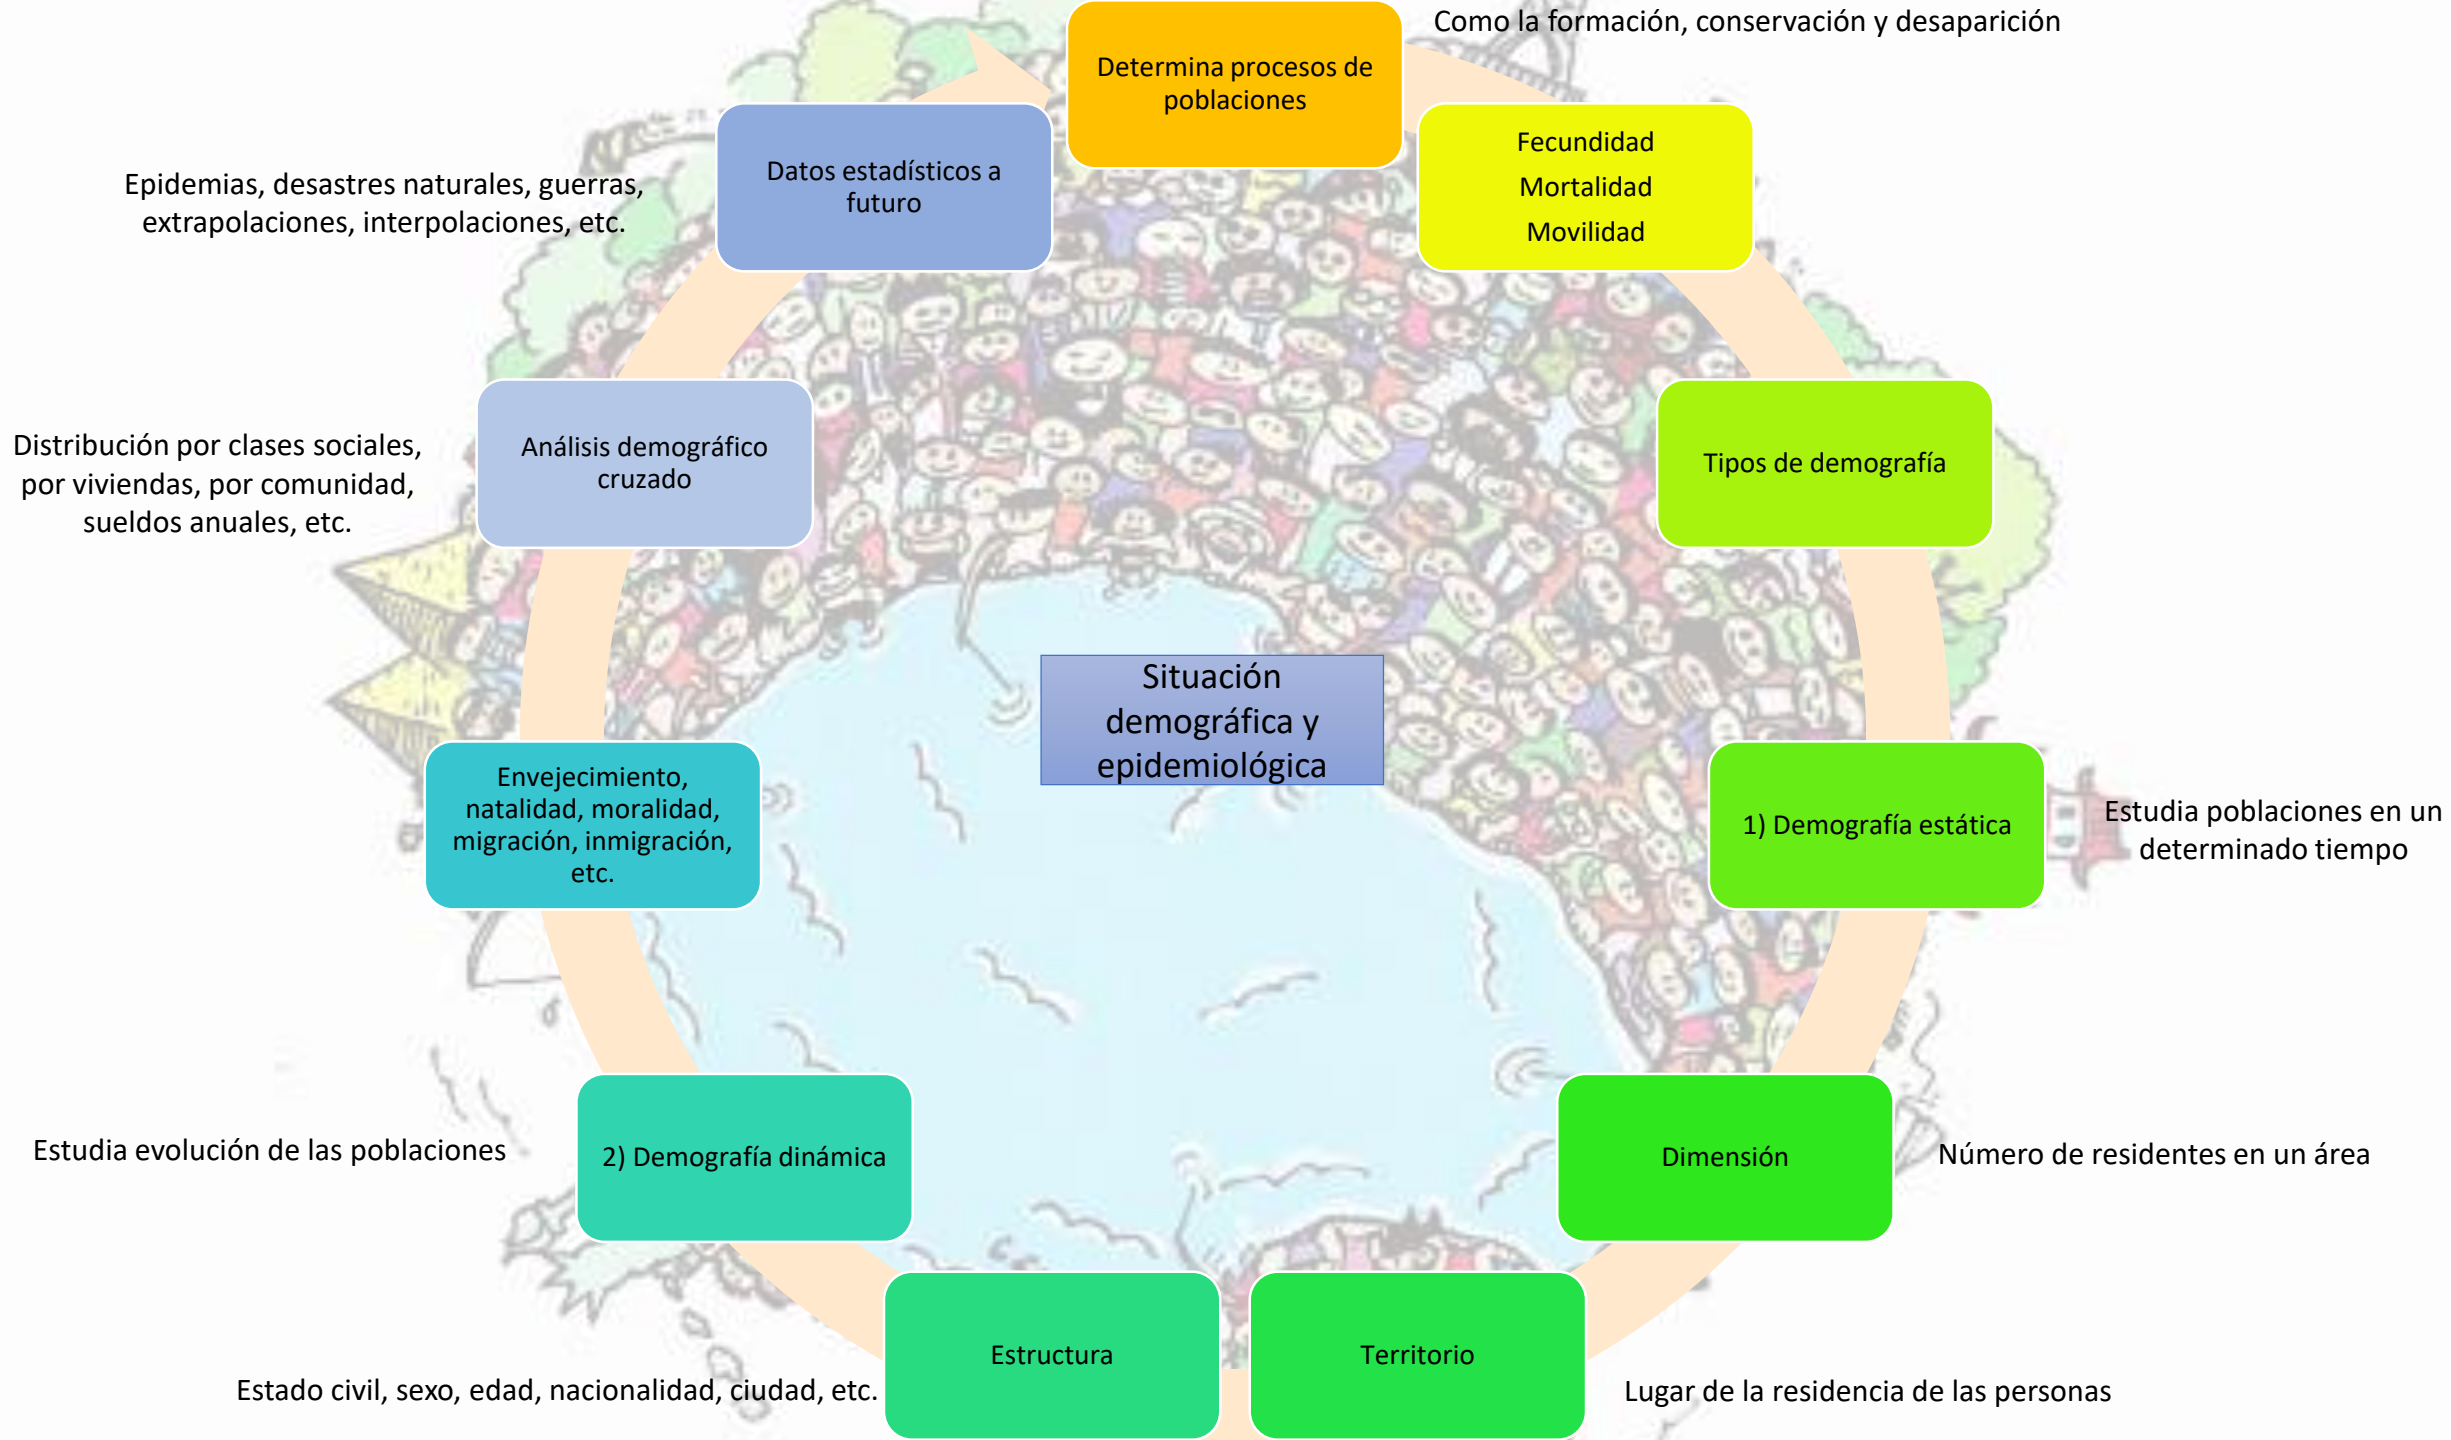 Como la formación, conservación y desaparición
Determina procesos de
poblaciones
Fecundidad
Mortalidad
Movilidad
Tipos de demografía
1) Demografía estática
Estudia poblaciones en un
determinado tiempo
Dimensión
Número de residentes en un área
Territorio
Lugar de la residencia de las personas
Estructura
Estado civil, sexo, edad, nacionalidad, ciudad, etc.
2) Demografía dinámica
Estudia evolución de las poblaciones
Envejecimiento,
natalidad, moralidad,
migración, inmigración,
etc.
Análisis demográfico
cruzado
Distribución por clases sociales,
por viviendas, por comunidad,
sueldos anuales, etc.
Datos estadísticos a
futuro
Epidemias, desastres naturales, guerras,
extrapolaciones, interpolaciones, etc.
Situación
demográfica y
epidemiológica